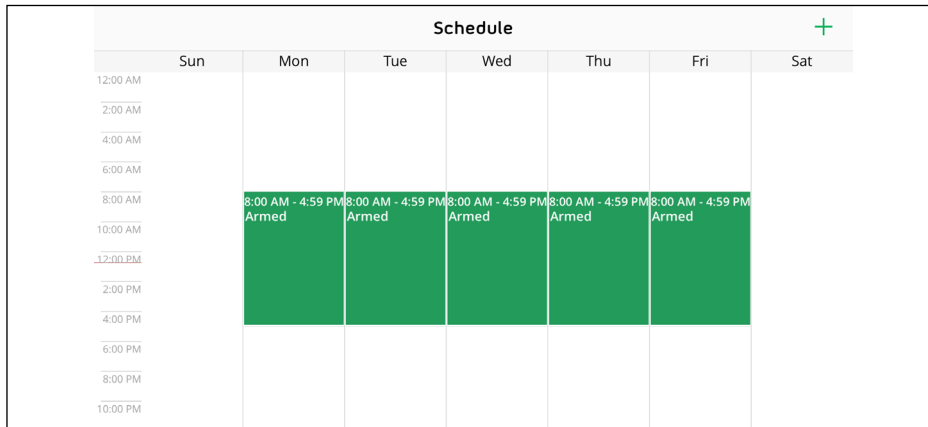 Schedule +
Sun Mon Tue Wed Thu Fri Sat
12:00 AM
2:00 AM
4:00 AM
6:00 AM
8:00 AM 8:00 AM - 4:59 PM 8:00 AM - 4:59 PM 8:00 AM - 4:59 PM 8:00 AM - 4:59 PM 8:00 AM - 4:59 PM
Armed Armed Armed Armed Armed
10:00 AM
12:00 PM
2:00 PM
4:00 PM
6:00 PM
8:00 PM
10:00 PM